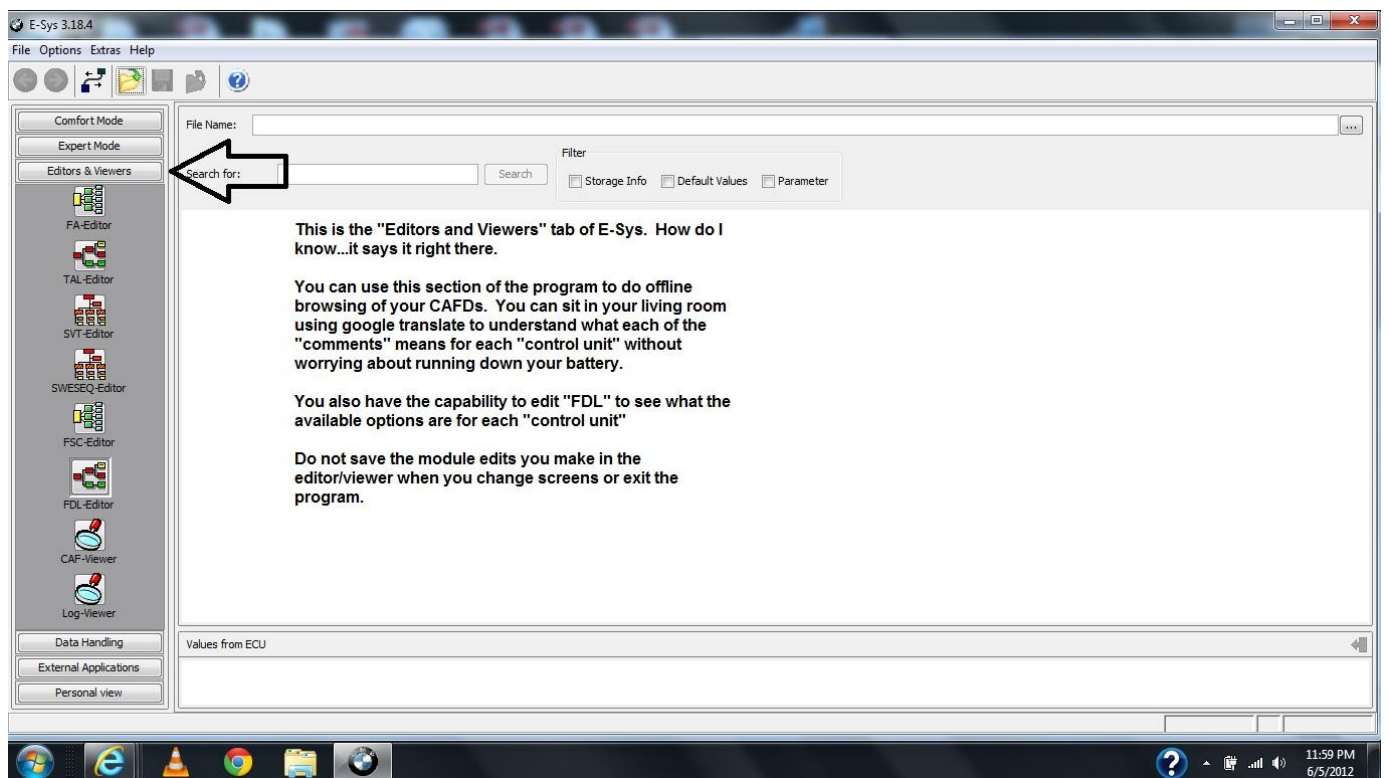 E-Sys 3.18.4
File Options Extras Help
Comfort Mode
Expert Mode
Editors & Viewers
FA-Editor
TAL-Editor
SVT-Editor
SWESEQ-Editor
FSC-Editor
FDL-Editor
CAF-Viewer
Log-Viewer
Data Handling
External Applications
Personal view
File Name:
...
Search for:
Search
Filter
Storage Info
Default Values
Parameter
This is the "Editors and Viewers" tab of E-Sys. How do I
know...it says it right there.
You can use this section of the program to do offline
browsing of your CAFDs. You can sit in your living room
using google translate to understand what each of the
"comments" means for each "control unit" without
worrying about running down your battery.
You also have the capability to edit "FDL" to see what the
available options are for each "control unit"
Do not save the module edits you make in the
editor/viewer when you change screens or exit the
program.
Values from ECU
11:59 PM
6/5/2012